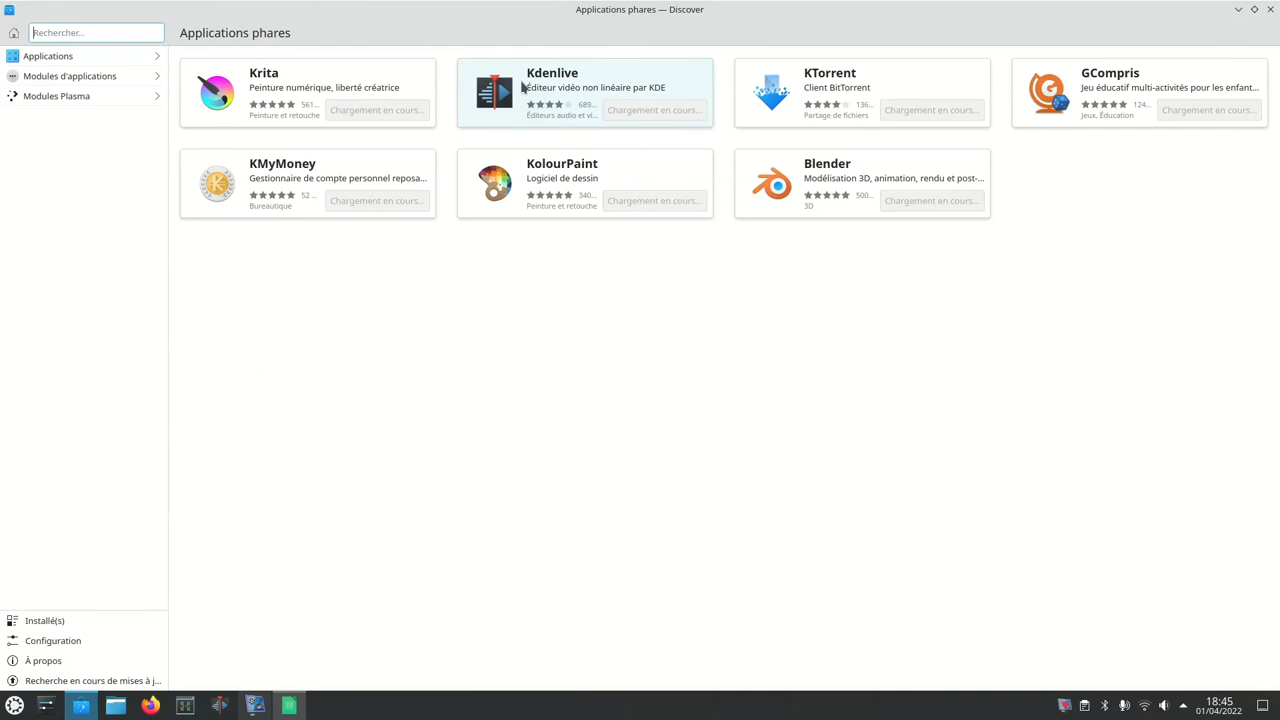 Applications phares — Discover
Rechercher...
Applications phares
Applications
Modules d'applications
Modules Plasma
Krita
Peinture numérique, liberté créatrice
561...
Peinture et retouche
Chargement en cours...
Kdenlive
Éditeur vidéo non linéaire par KDE
689...
Éditeurs audio et vi...
Chargement en cours...
KTorrent
Client BitTorrent
136...
Partage de fichiers
Chargement en cours...
GCompris
Jeu éducatif multi-activités pour les enfant...
124...
Jeux, Éducation
Chargement en cours...
KMyMoney
Gestionnaire de compte personnel reposa...
52 ...
Bureautique
Chargement en cours...
KolourPaint
Logiciel de dessin
340...
Peinture et retouche
Chargement en cours...
Blender
Modélisation 3D, animation, rendu et post-...
500...
3D
Chargement en cours...
Installé(s)
Configuration
À propos
Recherche en cours de mises à j...
18:45
01/04/2022